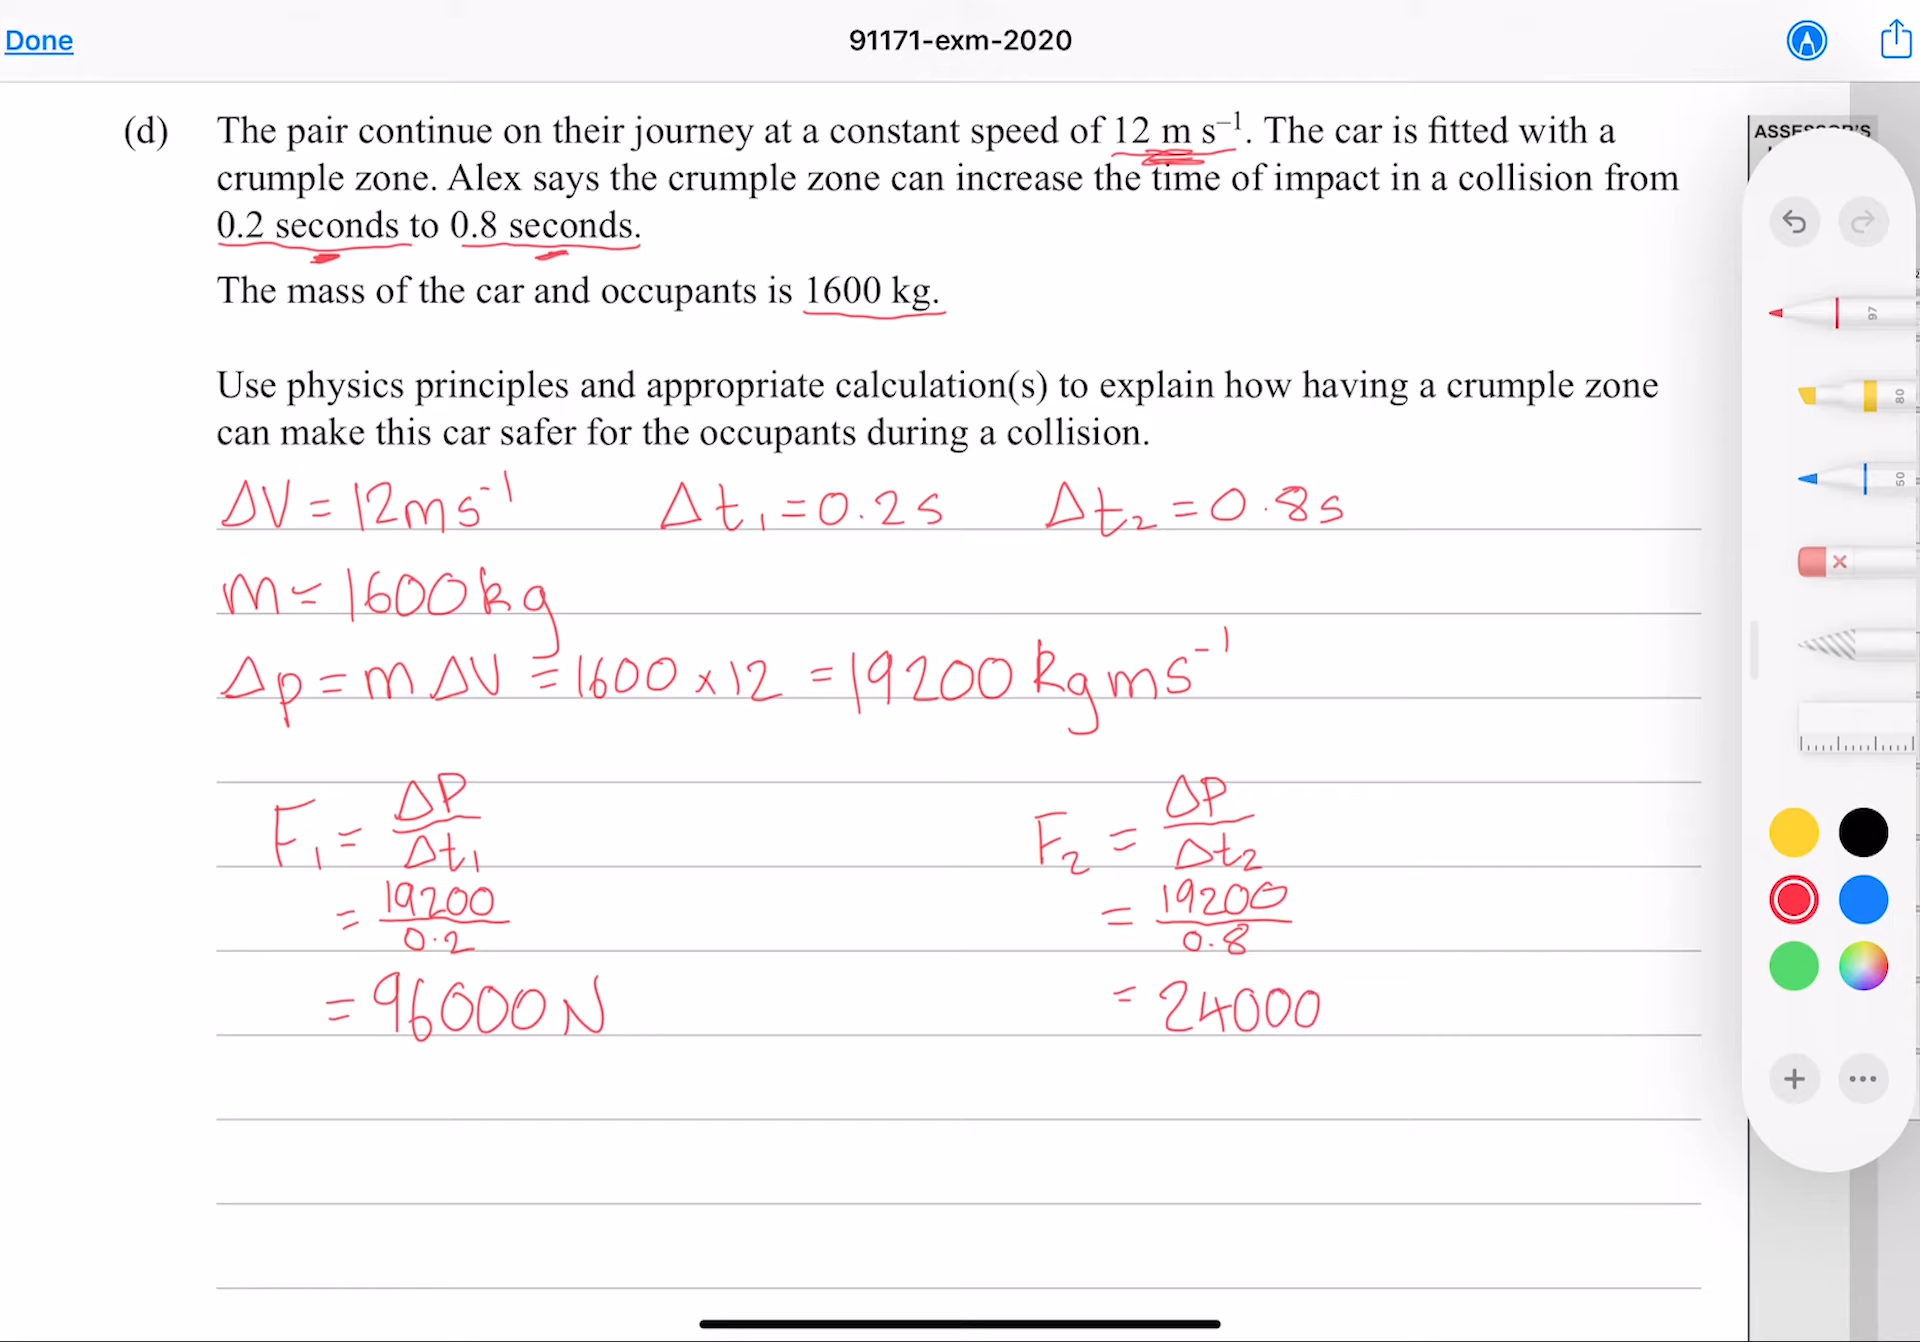 Done
91171-exm-2020
(d) The pair continue on their journey at a constant speed of 12 m s⁻¹. The car is fitted with a
crumple zone. Alex says the crumple zone can increase the time of impact in a collision from
0.2 seconds to 0.8 seconds.
The mass of the car and occupants is 1600 kg.
Use physics principles and appropriate calculation(s) to explain how having a crumple zone
can make this car safer for the occupants during a collision.
ΔV = 12ms⁻¹ Δt₁ = 0.2s Δt₂ = 0.8s
m = 1600kg
Δp = m ΔV = 1600 × 12 = 19200 kgms⁻¹
F₁ = ΔP/Δt₁ F₂ = ΔP/Δt₂
= 19200/0.2 = 19200/0.8
= 96000N = 24000
97
80
50